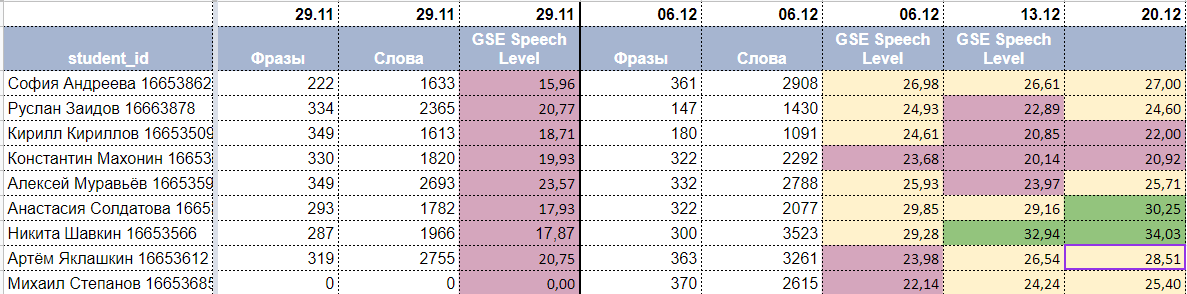 29.11 29.11 29.11 06.12 06.12 06.12 13.12 20.12
student_id Фразы Слова GSE Speech Level Фразы Слова GSE Speech Level GSE Speech Level
София Андреева 16653862 222 1633 15,96 361 2908 26,98 26,61 27,00
Руслан Заидов 16663878 334 2365 20,77 147 1430 24,93 22,89 24,60
Кирилл Кириллов 16653509 349 1613 18,71 180 1091 24,61 20,85 22,00
Константин Махонин 16653 330 1820 19,93 322 2292 23,68 20,14 20,92
Алексей Муравьёв 1665359 349 2693 23,57 332 2788 25,93 23,97 25,71
Анастасия Солдатова 1665 293 1782 17,93 322 2077 29,85 29,16 30,25
Никита Шавкин 16653566 287 1966 17,87 300 3523 29,28 32,94 34,03
Артём Яклашкин 16653612 319 2755 20,75 363 3261 23,98 26,54 28,51
Михаил Степанов 16653685 0 0 0,00 370 2615 22,14 24,24 25,40